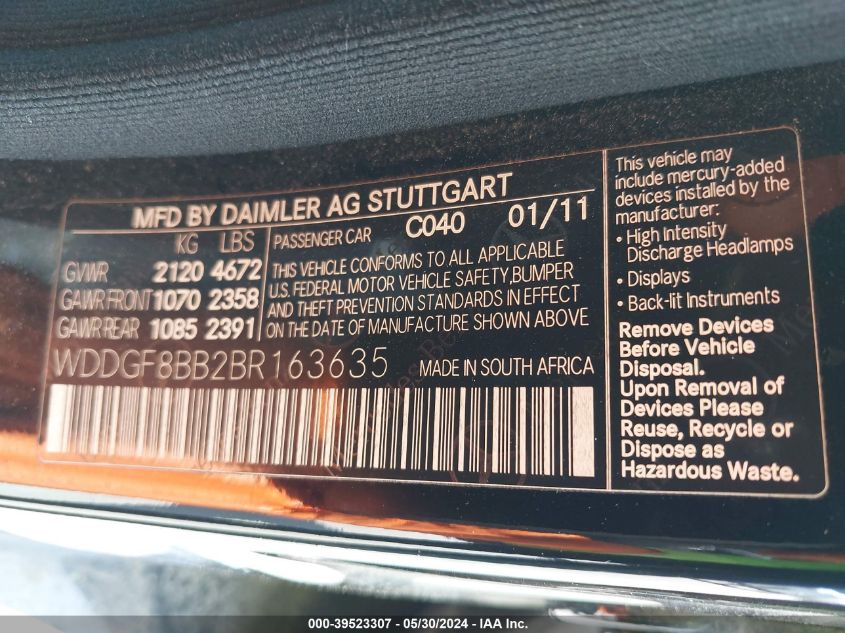 MFD BY DAIMLER AG STUTTGART
KG LBS
GVWR 2120 4672
GAWR FRONT 1070 2358
GAWR REAR 1085 2391
PASSENGER CAR C040 01/11
THIS VEHICLE CONFORMS TO ALL APPLICABLE
U.S. FEDERAL MOTOR VEHICLE SAFETY,BUMPER
AND THEFT PREVENTION STANDARDS IN EFFECT
ON THE DATE OF MANUFACTURE SHOWN ABOVE
WDDGF8BB2BR163635 MADE IN SOUTH AFRICA
This vehicle may
include mercury-added
devices installed by the
manufacturer:
• High Intensity
Discharge Headlamps
• Displays
• Back-lit Instruments
Remove Devices
Before Vehicle
Disposal.
Upon Removal of
Devices Please
Reuse, Recycle or
Dispose as
Hazardous Waste.
000-39523307 - 05/30/2024 - IAA Inc.